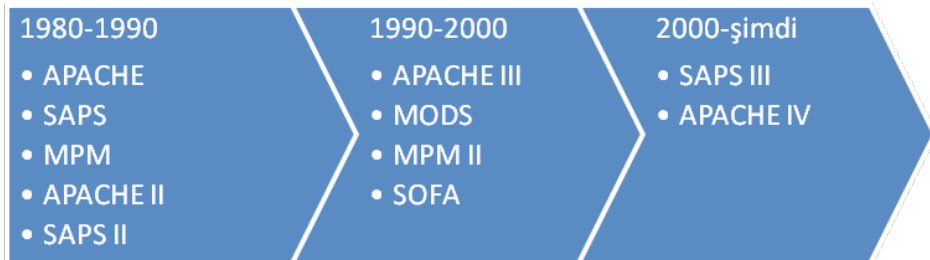 1980-1990
• APACHE
• SAPS
• MPM
• APACHE II
• SAPS II
1990-2000
• APACHE III
• MODS
• MPM II
• SOFA
2000-şimdi
• SAPS III
• APACHE IV